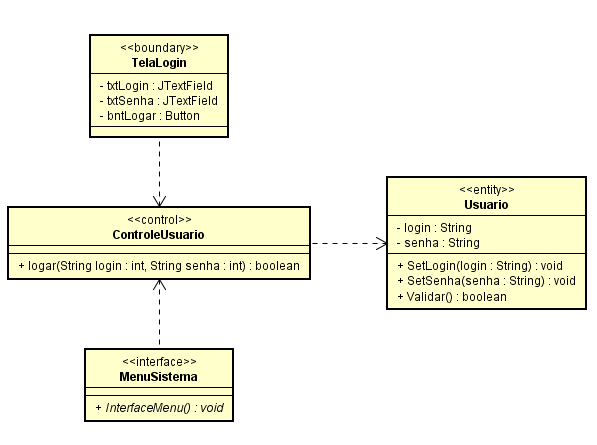 <<boundary>>
TelaLogin
- txtLogin : JTextField
- txtSenha : JTextField
- bntLogar : Button
<<control>>
ControleUsuario
+ logar(String login : int, String senha : int) : boolean
<<entity>>
Usuario
- login : String
- senha : String
+ SetLogin(login : String) : void
+ SetSenha(senha : String) : void
+ Validar() : boolean
<<interface>>
MenuSistema
+ InterfaceMenu() : void